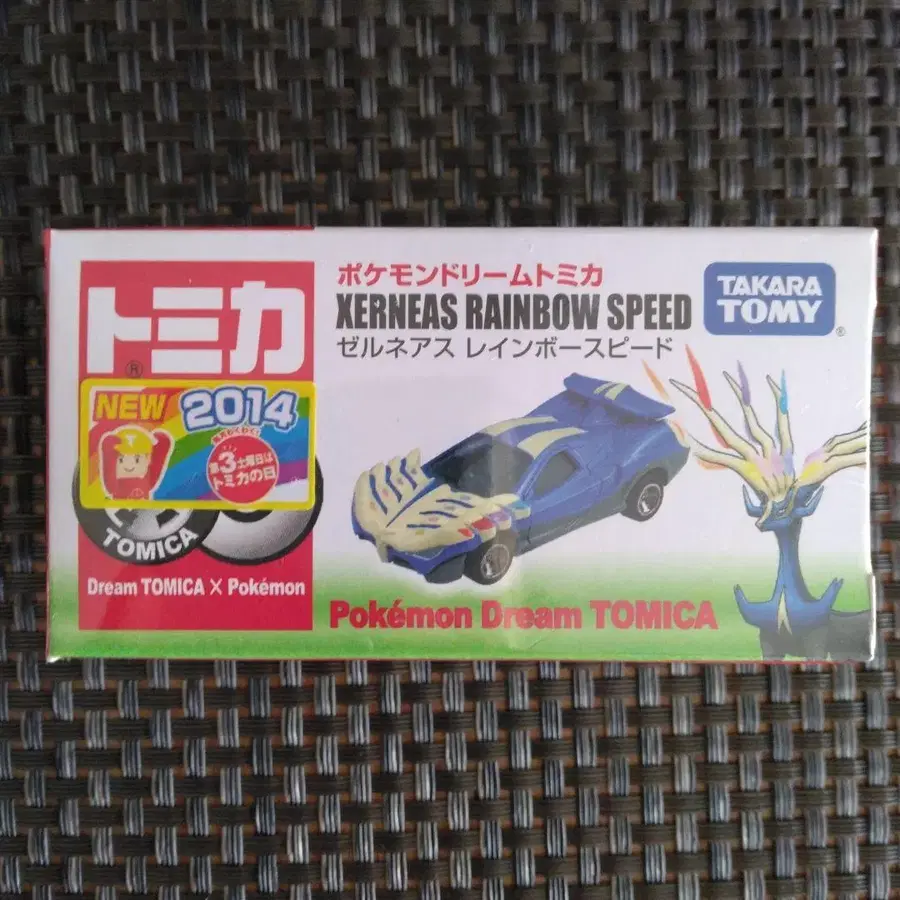 トミカ
®
NEW 2014
第3土曜日は
トミカの日
TOMICA
Dream TOMICA × Pokémon
ポケモンドリームトミカ
XERNEAS RAINBOW SPEED
ゼルネアス レインボースピード
TAKARA
TOMY
®
Pokémon Dream TOMICA